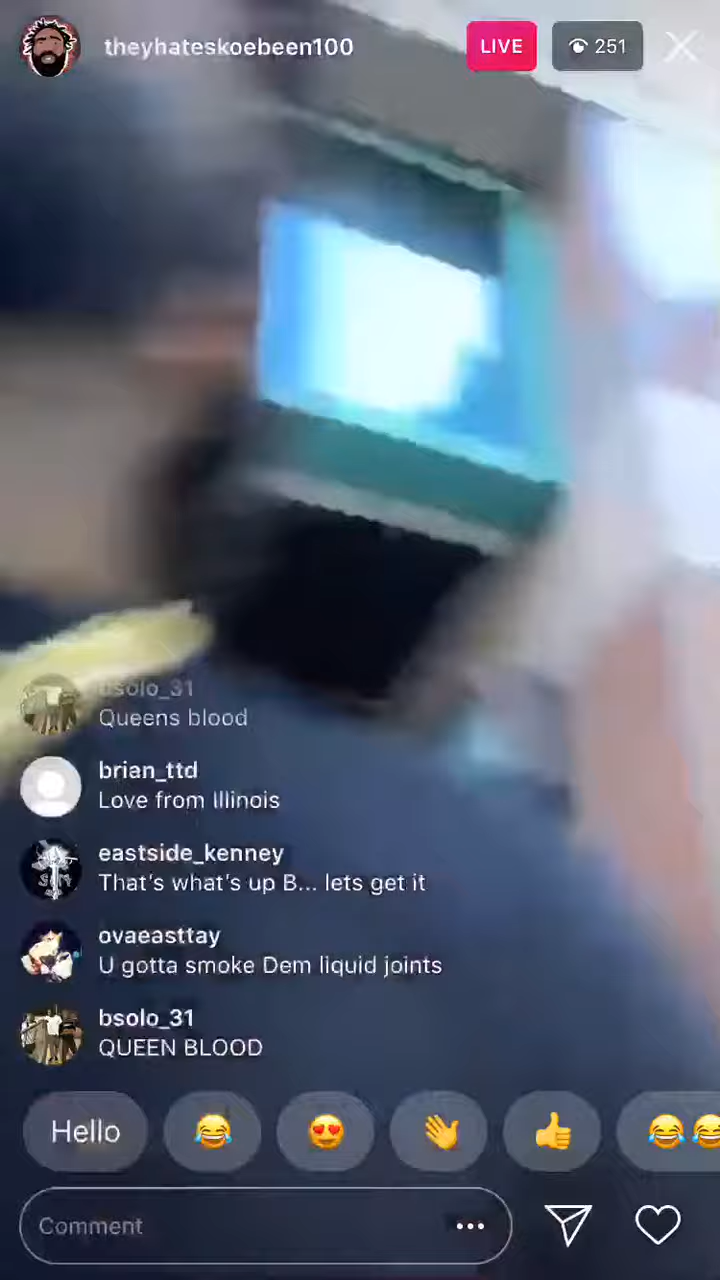 theyhateskoebeen100
LIVE
251
bsolo_31
Queens blood
brian_ttd
Love from Illinois
eastside_kenney
That's what's up B... lets get it
ovaeasttay
U gotta smoke Dem liquid joints
bsolo_31
QUEEN BLOOD
Hello
Comment